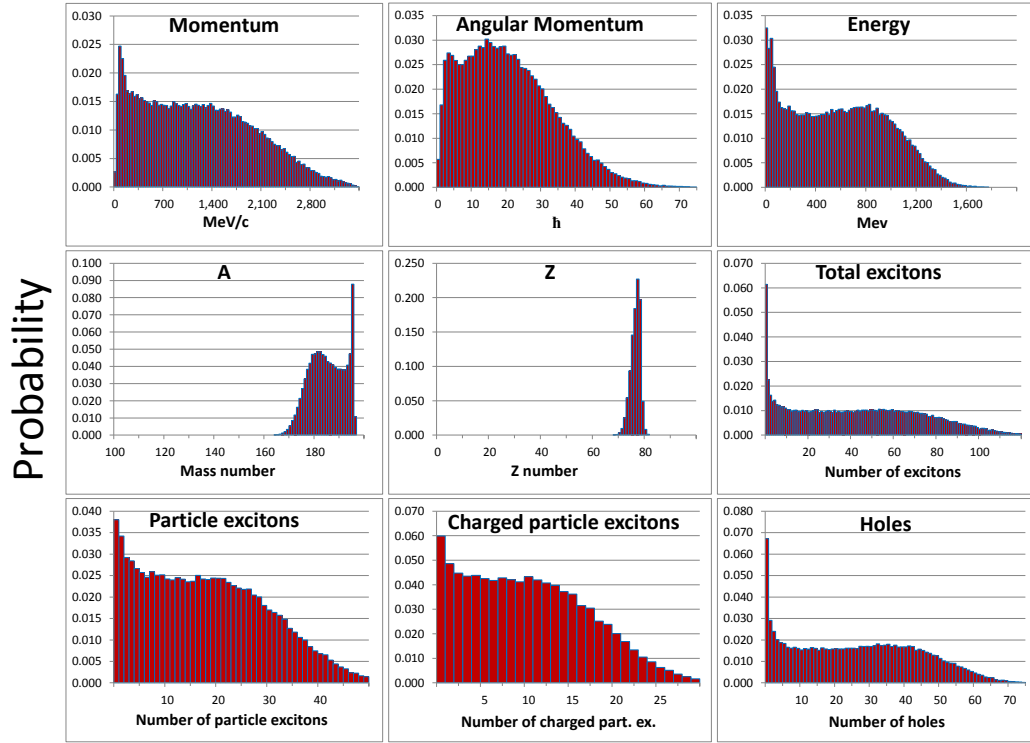 Probability
Momentum
0.030
0.025
0.020
0.015
0.010
0.005
0.000
0 700 1,400 2,100 2,800
MeV/c
Angular Momentum
0.035
0.030
0.025
0.020
0.015
0.010
0.005
0.000
0 10 20 30 40 50 60 70
ħ
Energy
0.035
0.030
0.025
0.020
0.015
0.010
0.005
0.000
0 400 800 1,200 1,600
Mev
A
0.100
0.090
0.080
0.070
0.060
0.050
0.040
0.030
0.020
0.010
0.000
100 120 140 160 180
Mass number
Z
0.250
0.200
0.150
0.100
0.050
0.000
0 20 40 60 80
Z number
Total excitons
0.070
0.060
0.050
0.040
0.030
0.020
0.010
0.000
20 40 60 80 100
Number of excitons
Particle excitons
0.040
0.035
0.030
0.025
0.020
0.015
0.010
0.005
0.000
10 20 30 40
Number of particle excitons
Charged particle excitons
0.070
0.060
0.050
0.040
0.030
0.020
0.010
0.000
5 10 15 20 25
Number of charged part. ex.
Holes
0.080
0.070
0.060
0.050
0.040
0.030
0.020
0.010
0.000
10 20 30 40 50 60 70
Number of holes